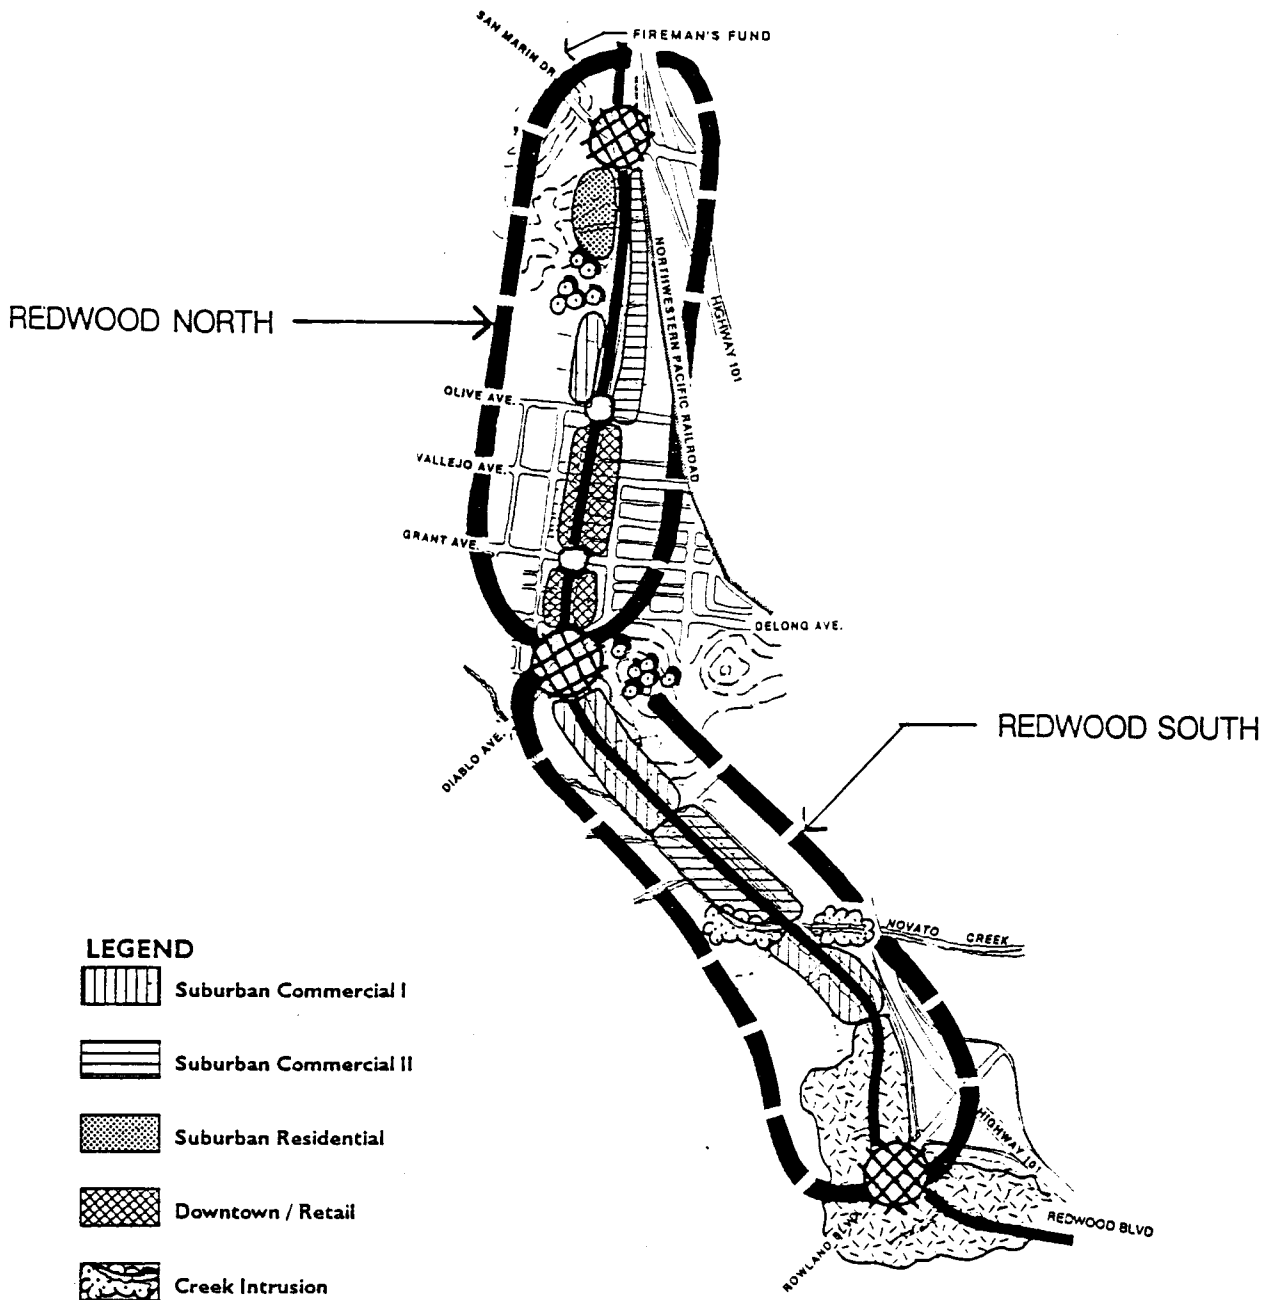 SAN MARIN DR.
FIREMAN'S FUND
REDWOOD NORTH
NORTHWESTERN PACIFIC RAILROAD
HIGHWAY 101
OLIVE AVE.
VALLEJO AVE.
GRANT AVE.
DELONG AVE.
DIABLO AVE.
REDWOOD SOUTH
NOVATO CREEK
HIGHWAY 101
REDWOOD BLVD
ROWLAND BLVD
LEGEND
Suburban Commercial I
Suburban Commercial II
Suburban Residential
Downtown / Retail
Creek Intrusion